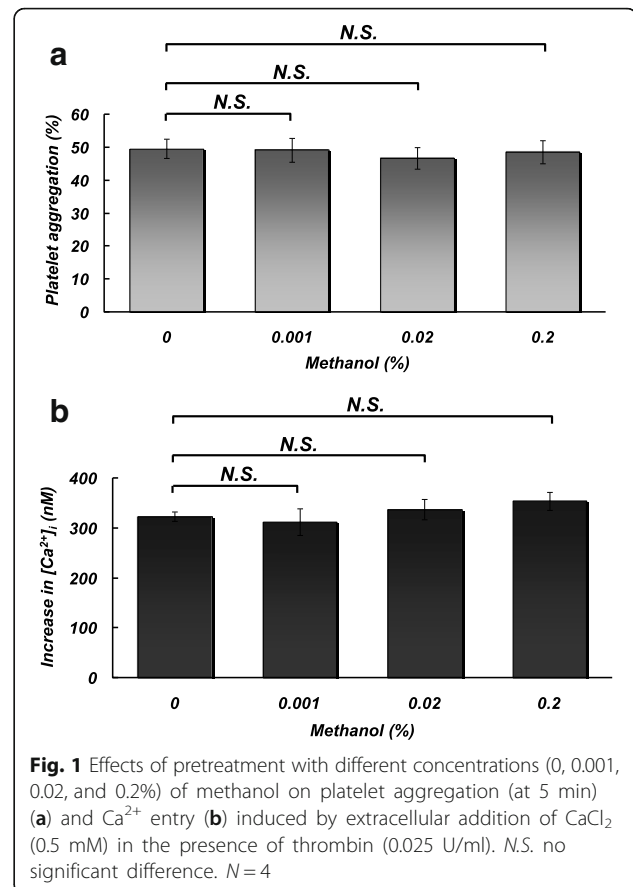 a
N.S.
N.S.
N.S.
Platelet aggregation (%)
60
50
40
30
20
10
0
0 0.001 0.02 0.2
Methanol (%)
b
N.S.
N.S.
N.S.
Increase in [Ca²⁺]ᵢ (nM)
400
300
200
100
0
0 0.001 0.02 0.2
Methanol (%)
Fig. 1 Effects of pretreatment with different concentrations (0, 0.001,
0.02, and 0.2%) of methanol on platelet aggregation (at 5 min)
(a) and Ca²⁺ entry (b) induced by extracellular addition of CaCl₂
(0.5 mM) in the presence of thrombin (0.025 U/ml). N.S. no
significant difference. N = 4